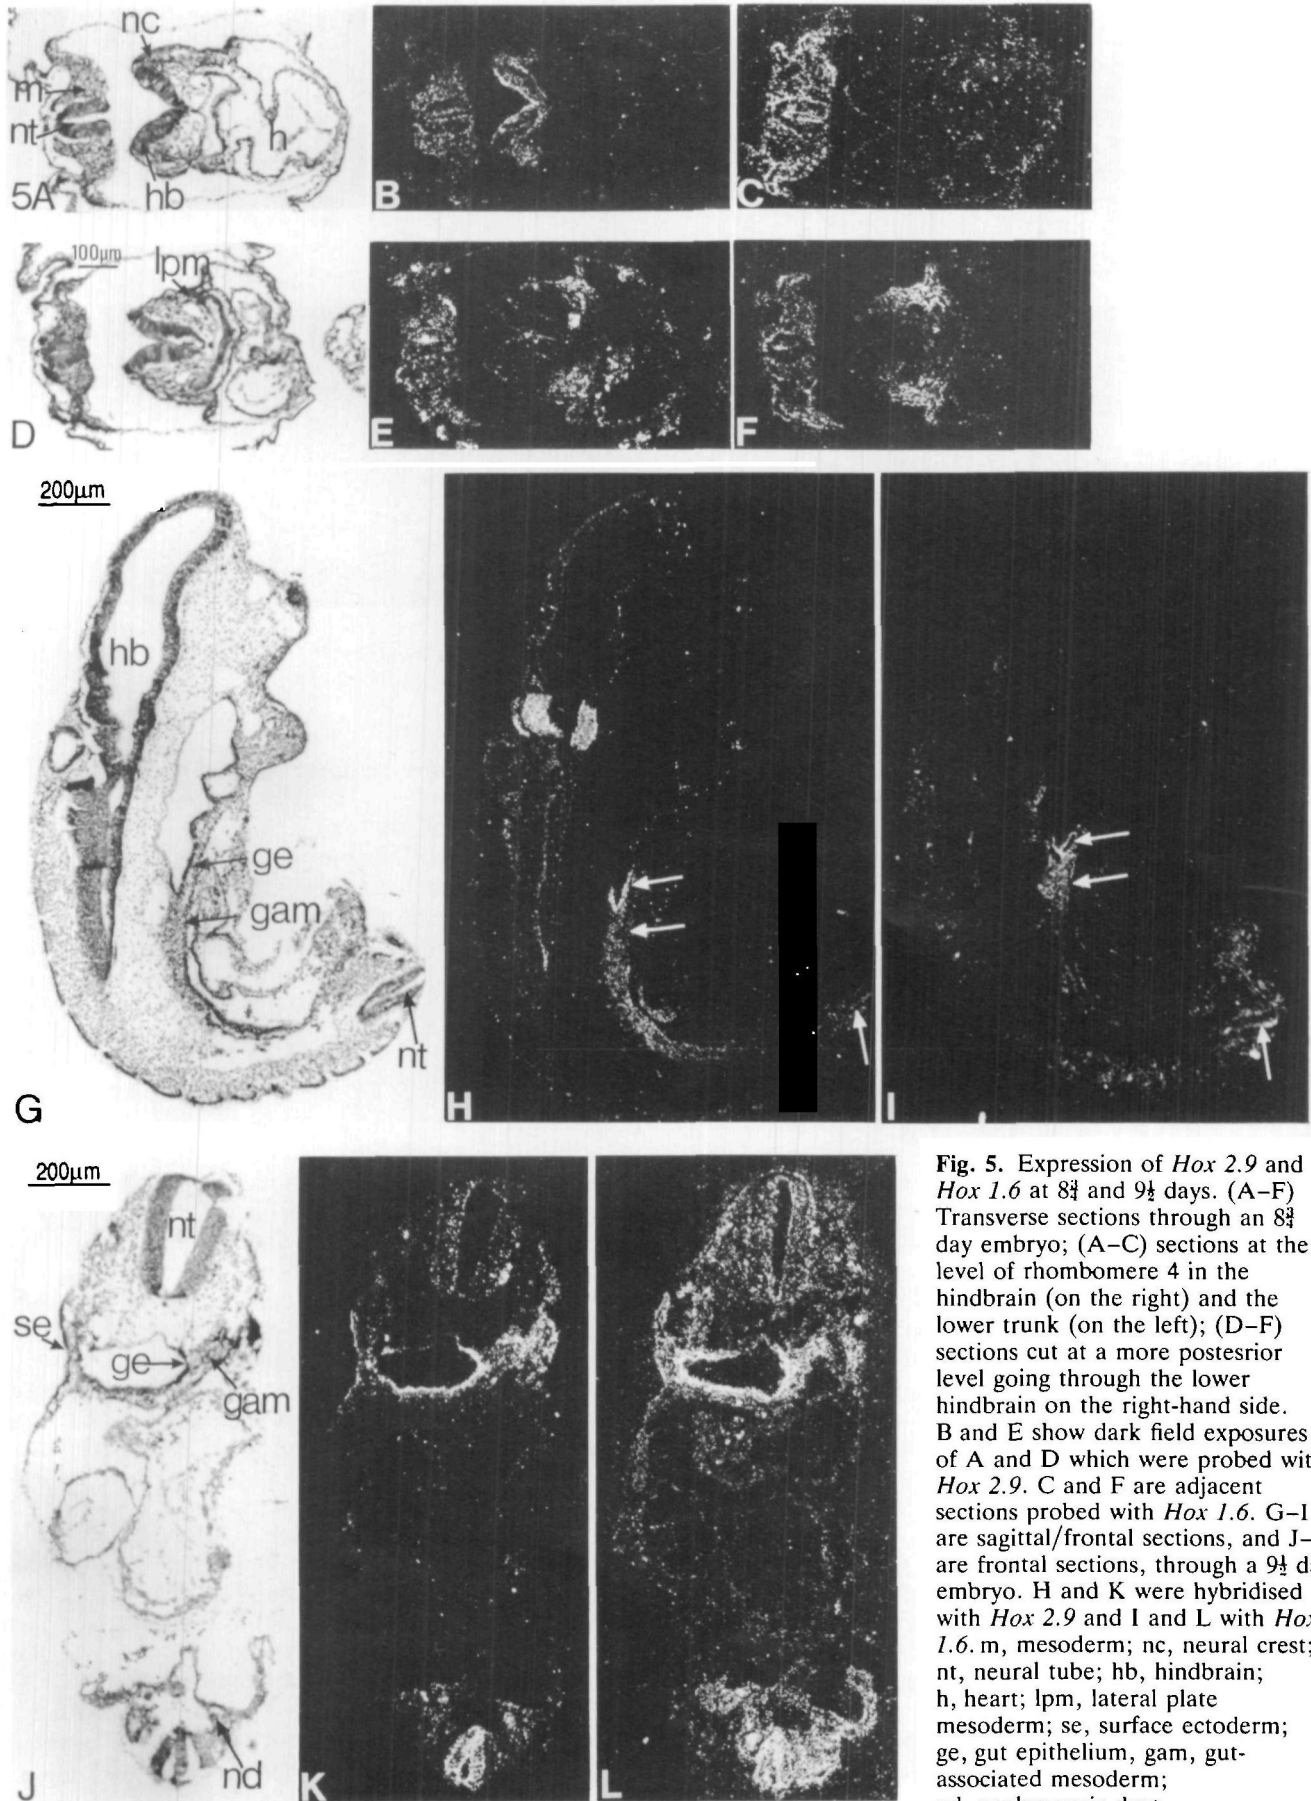 nc
m
nt
h
5A
hb
B
C
100μm
lpm
D
E
F
200μm
hb
ge
gam
nt
G
H
I
200μm
nt
se
ge
gam
nd
J
K
L
Fig. 5. Expression of Hox 2.9 and
Hox 1.6 at 8¾ and 9½ days. (A–F)
Transverse sections through an 8¾
day embryo; (A–C) sections at the
level of rhombomere 4 in the
hindbrain (on the right) and the
lower trunk (on the left); (D–F)
sections cut at a more postesrior
level going through the lower
hindbrain on the right-hand side.
B and E show dark field exposures
of A and D which were probed wit
Hox 2.9. C and F are adjacent
sections probed with Hox 1.6. G–I
are sagittal/frontal sections, and J–
are frontal sections, through a 9½ d
embryo. H and K were hybridised
with Hox 2.9 and I and L with Hox
1.6. m, mesoderm; nc, neural crest;
nt, neural tube; hb, hindbrain;
h, heart; lpm, lateral plate
mesoderm; se, surface ectoderm;
ge, gut epithelium, gam, gut-
associated mesoderm;